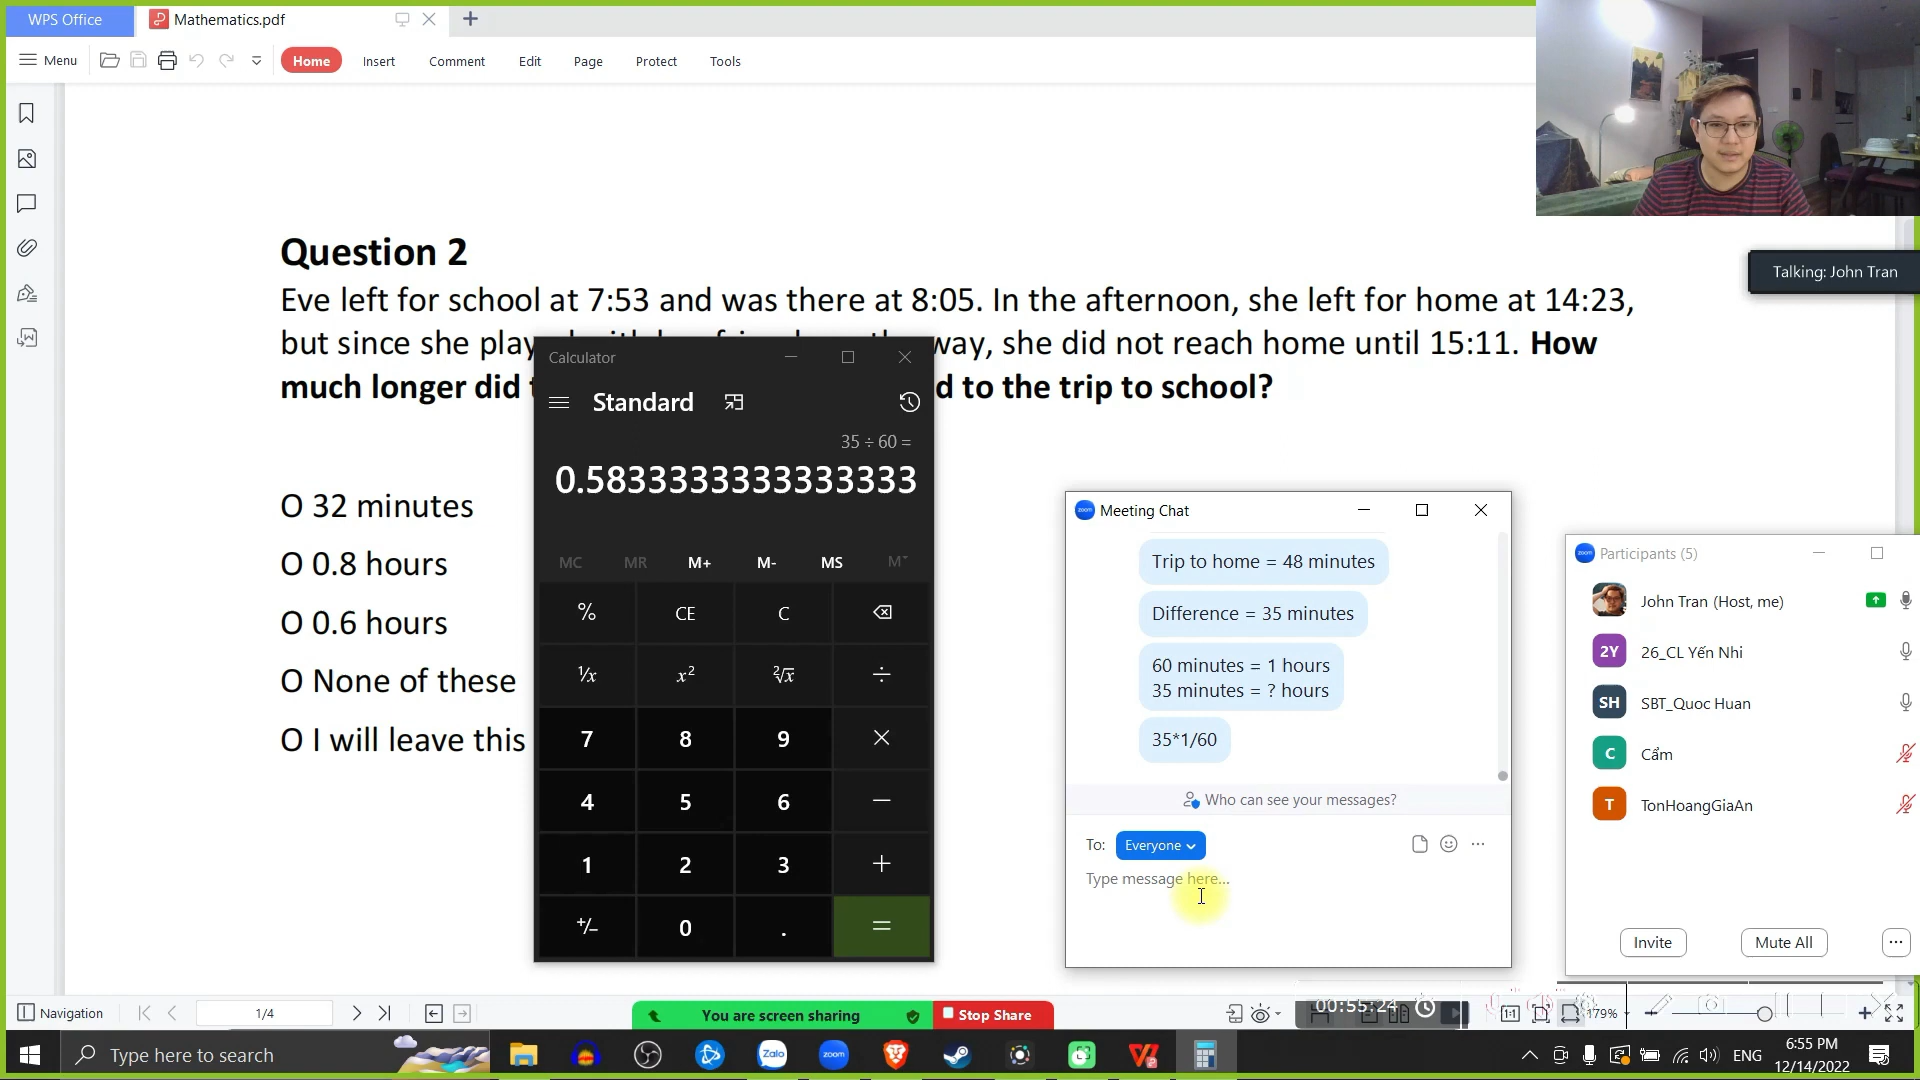 WPS Office
Mathematics.pdf
Menu
Home
Insert
Comment
Edit
Page
Protect
Tools
Talking: John Tran
Question 2
Eve left for school at 7:53 and was there at 8:05. In the afternoon, she left for home at 14:23,
but since she play way, she did not reach home until 15:11. How
much longer did d to the trip to school?
O 32 minutes
O 0.8 hours
O 0.6 hours
O None of these
O I will leave this
Calculator
Standard
35 ÷ 60 =
0.5833333333333333
MC MR M+ M- MS M˅
% CE C
¹/x x² ²√x ÷
7 8 9 ×
4 5 6 −
1 2 3 +
+/− 0 . =
zoom
Meeting Chat
Trip to home = 48 minutes
Difference = 35 minutes
60 minutes = 1 hours
35 minutes = ? hours
35*1/60
Who can see your messages?
To: Everyone
Type message here...
zoom
Participants (5)
John Tran (Host, me)
2Y 26_CL Yến Nhi
SH SBT_Quoc Huan
C Cẩm
T TonHoangGiaAn
Invite
Mute All
Navigation
1/4
You are screen sharing
Stop Share
00:55:24
1:1
179%
Type here to search
Zalo
zoom
ENG
6:55 PM
12/14/2022